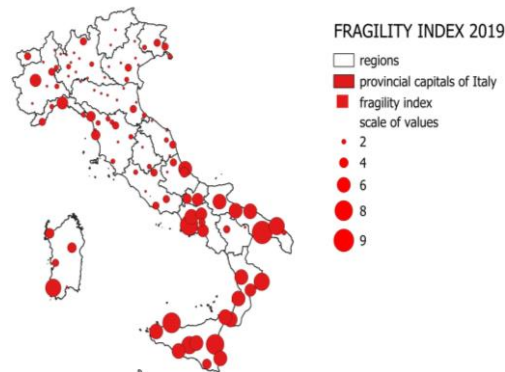 FRAGILITY INDEX 2019
regions
provincial capitals of Italy
fragility index
scale of values
2
4
6
8
9